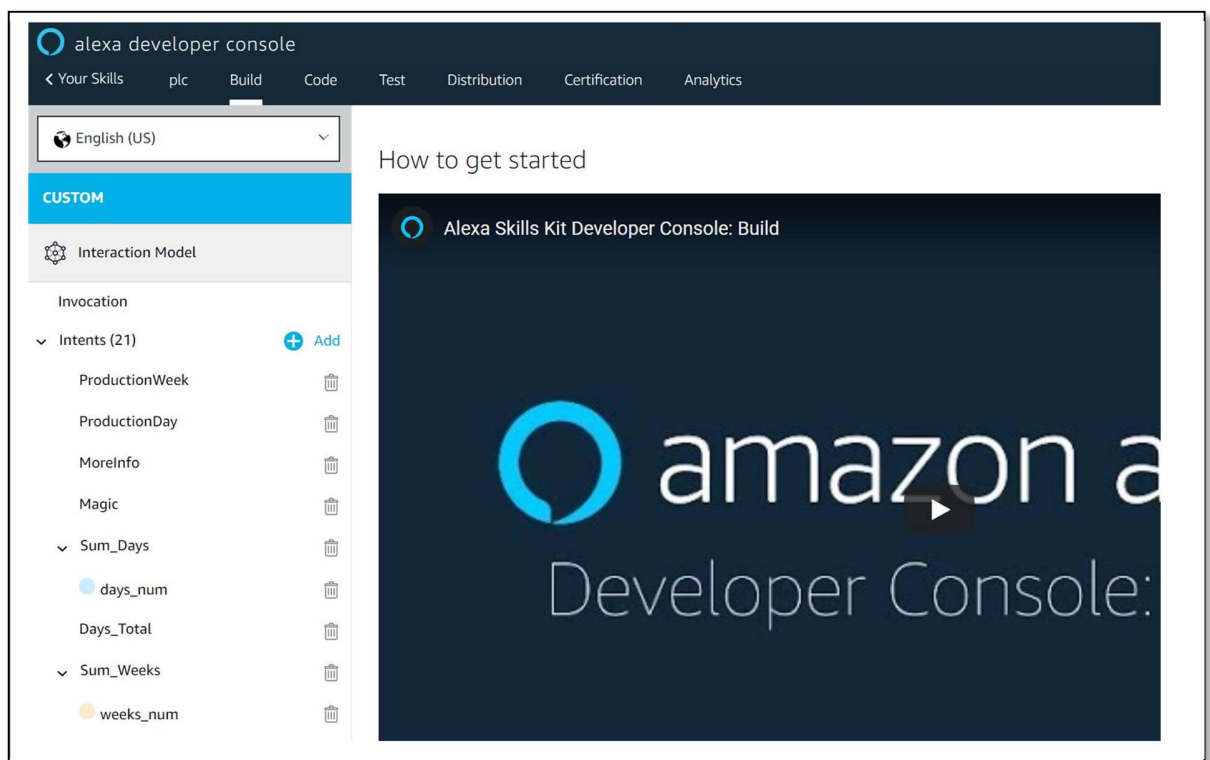 alexa developer console
Your Skills plc Build Code Test Distribution Certification Analytics
English (US)
CUSTOM
Interaction Model
Invocation
Intents (21) Add
ProductionWeek
ProductionDay
MoreInfo
Magic
Sum_Days
days_num
Days_Total
Sum_Weeks
weeks_num
How to get started
Alexa Skills Kit Developer Console: Build
amazon a
Developer Console: